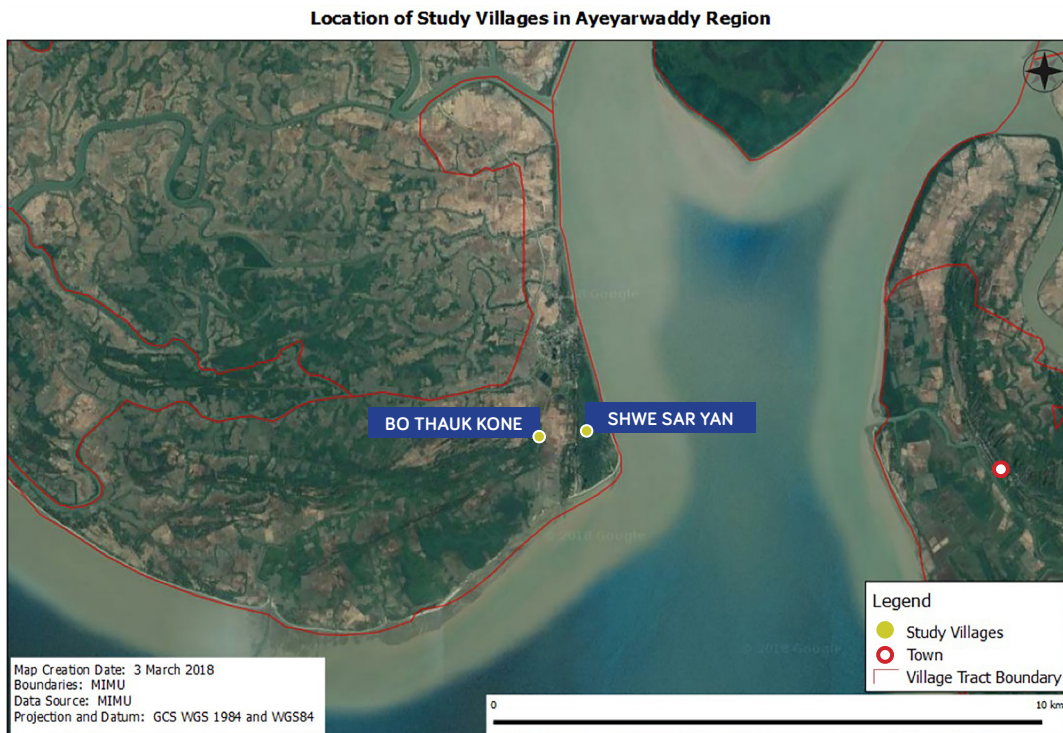 Location of Study Villages in Ayeyarwaddy Region
BO THAUK KONE
SHWE SAR YAN
© 2018 Google
© 2018 Google
Legend
Study Villages
Town
Village Tract Boundary
Map Creation Date: 3 March 2018
Boundaries: MIMU
Data Source: MIMU
Projection and Datum: GCS WGS 1984 and WGS84
0
10 km